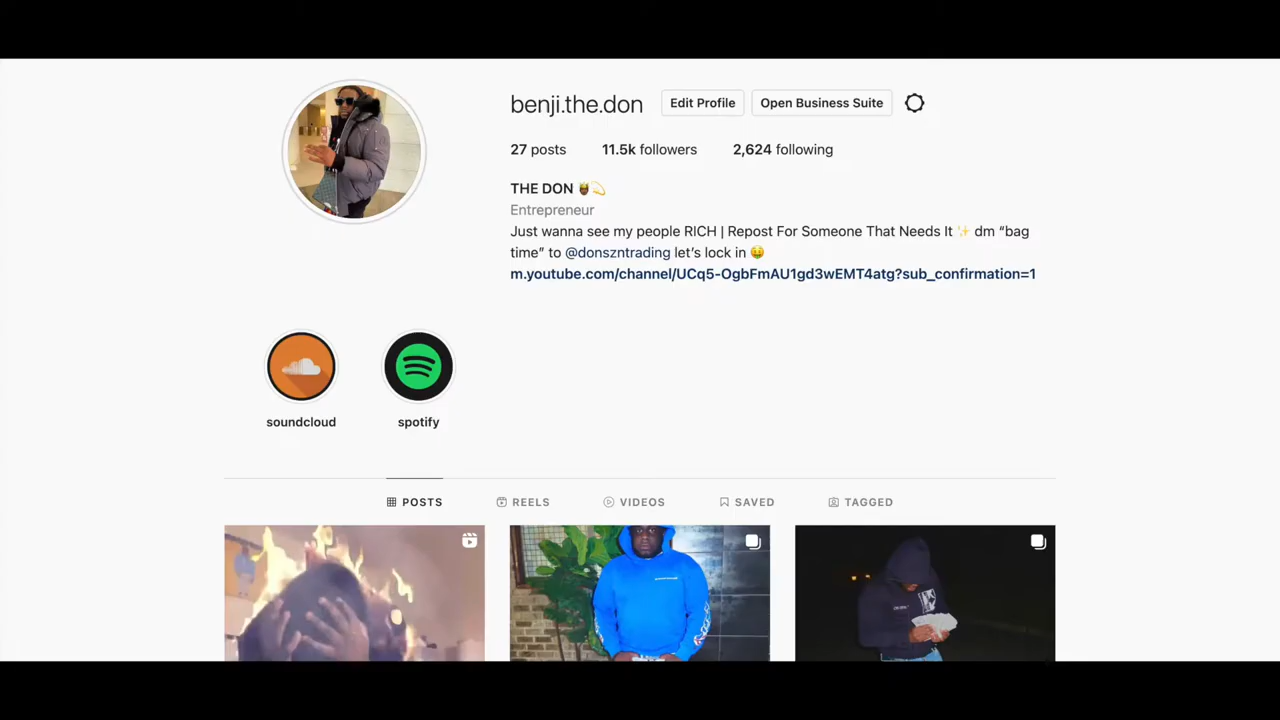 benji.the.don Edit Profile Open Business Suite
27 posts 11.5k followers 2,624 following
THE DON
Entrepreneur
Just wanna see my people RICH | Repost For Someone That Needs It ✨ dm “bag
time” to @donszntrading let’s lock in 🤑
m.youtube.com/channel/UCq5-OgbFmAU1gd3wEMT4atg?sub_confirmation=1
soundcloud spotify
POSTS REELS VIDEOS SAVED TAGGED